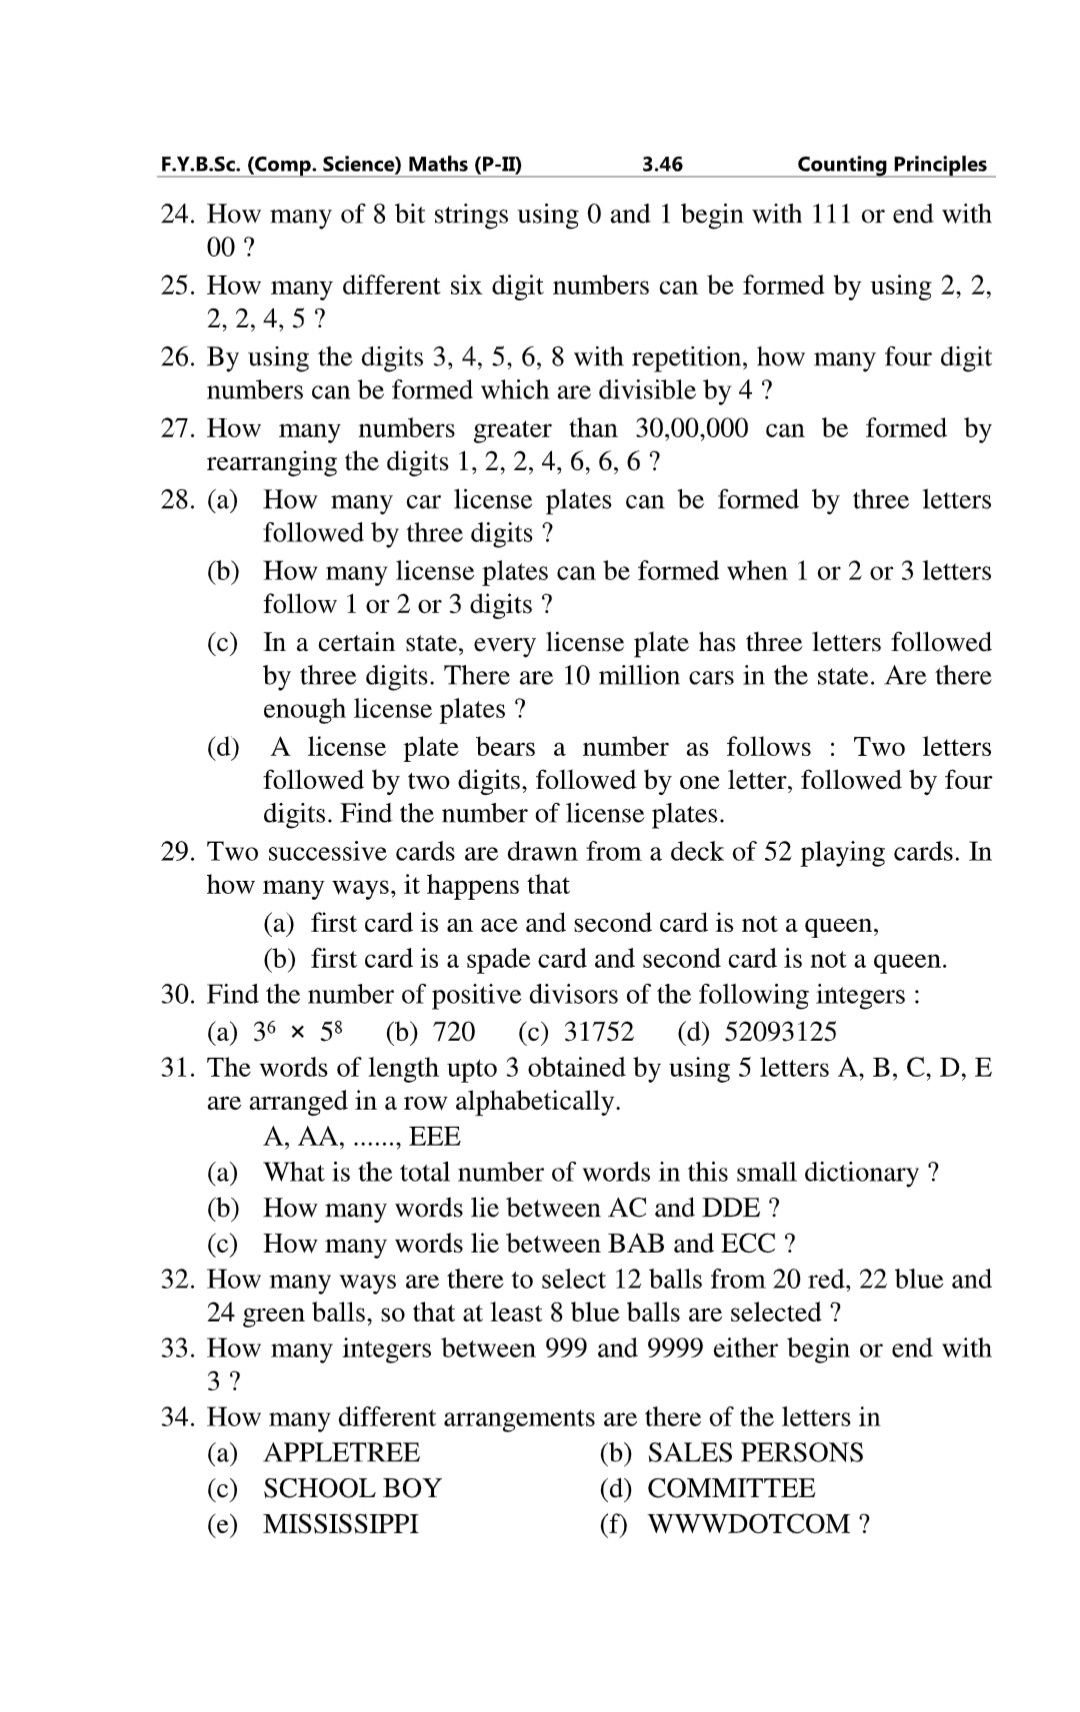 F.Y.B.Sc. (Comp. Science) Maths (P-II) 3.46 Counting Principles
24. How many of 8 bit strings using 0 and 1 begin with 111 or end with
00 ?
25. How many different six digit numbers can be formed by using 2, 2,
2, 2, 4, 5 ?
26. By using the digits 3, 4, 5, 6, 8 with repetition, how many four digit
numbers can be formed which are divisible by 4 ?
27. How many numbers greater than 30,00,000 can be formed by
rearranging the digits 1, 2, 2, 4, 6, 6, 6 ?
28. (a) How many car license plates can be formed by three letters
followed by three digits ?
(b) How many license plates can be formed when 1 or 2 or 3 letters
follow 1 or 2 or 3 digits ?
(c) In a certain state, every license plate has three letters followed
by three digits. There are 10 million cars in the state. Are there
enough license plates ?
(d) A license plate bears a number as follows : Two letters
followed by two digits, followed by one letter, followed by four
digits. Find the number of license plates.
29. Two successive cards are drawn from a deck of 52 playing cards. In
how many ways, it happens that
(a) first card is an ace and second card is not a queen,
(b) first card is a spade card and second card is not a queen.
30. Find the number of positive divisors of the following integers :
(a) 3⁶ × 5⁸ (b) 720 (c) 31752 (d) 52093125
31. The words of length upto 3 obtained by using 5 letters A, B, C, D, E
are arranged in a row alphabetically.
A, AA, ......, EEE
(a) What is the total number of words in this small dictionary ?
(b) How many words lie between AC and DDE ?
(c) How many words lie between BAB and ECC ?
32. How many ways are there to select 12 balls from 20 red, 22 blue and
24 green balls, so that at least 8 blue balls are selected ?
33. How many integers between 999 and 9999 either begin or end with
3 ?
34. How many different arrangements are there of the letters in
(a) APPLETREE (b) SALES PERSONS
(c) SCHOOL BOY (d) COMMITTEE
(e) MISSISSIPPI (f) WWWDOTCOM ?